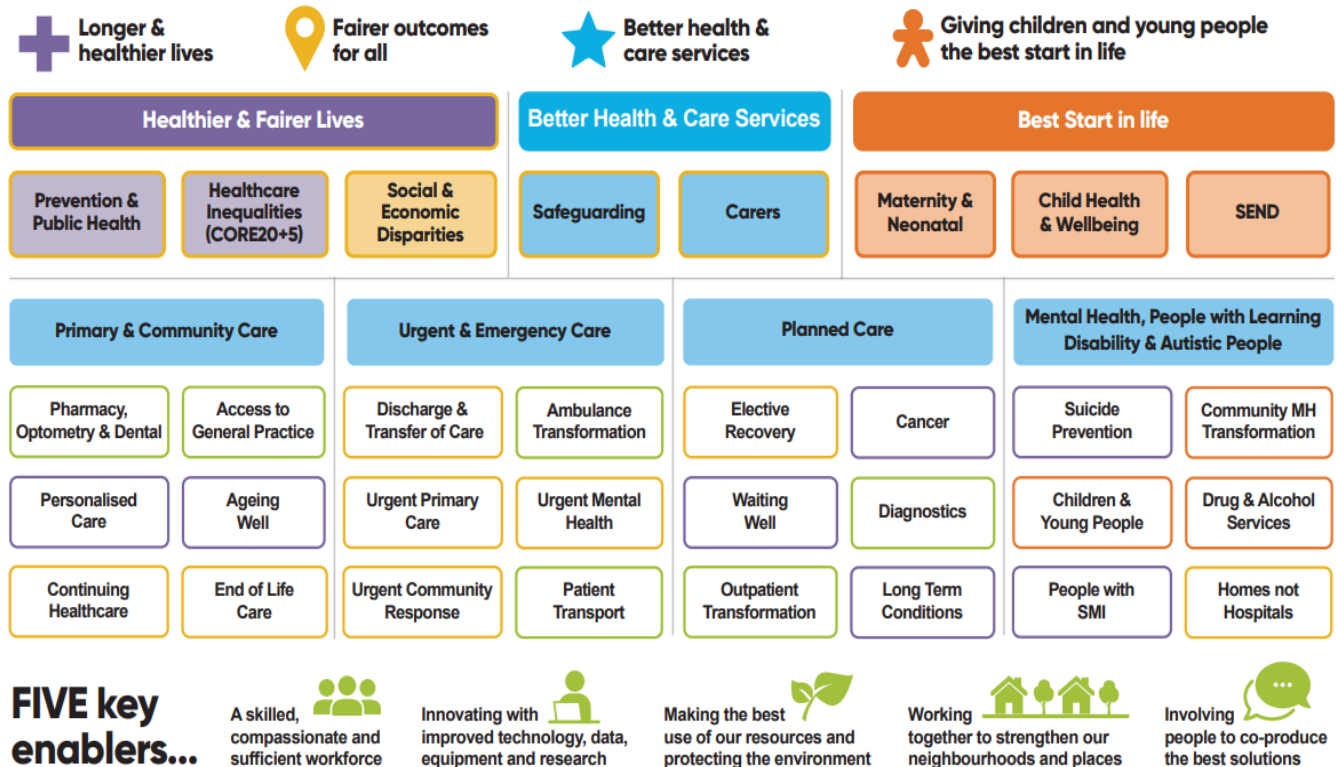 Longer &
healthier lives
Fairer outcomes
for all
Better health &
care services
Giving children and young people
the best start in life
Healthier & Fairer Lives
Better Health & Care Services
Best Start in life
Prevention &
Public Health
Healthcare
Inequalities
(CORE20+5)
Social &
Economic
Disparities
Safeguarding
Carers
Maternity &
Neonatal
Child Health
& Wellbeing
SEND
Primary & Community Care
Urgent & Emergency Care
Planned Care
Mental Health, People with Learning
Disability & Autistic People
Pharmacy,
Optometry & Dental
Access to
General Practice
Discharge &
Transfer of Care
Ambulance
Transformation
Elective
Recovery
Cancer
Suicide
Prevention
Community MH
Transformation
Personalised
Care
Ageing
Well
Urgent Primary
Care
Urgent Mental
Health
Waiting
Well
Diagnostics
Children &
Young People
Drug & Alcohol
Services
Continuing
Healthcare
End of Life
Care
Urgent Community
Response
Patient
Transport
Outpatient
Transformation
Long Term
Conditions
People with
SMI
Homes not
Hospitals
FIVE key
enablers...
A skilled,
compassionate and
sufficient workforce
Innovating with
improved technology, data,
equipment and research
Making the best
use of our resources and
protecting the environment
Working
together to strengthen our
neighbourhoods and places
Involving
people to co-produce
the best solutions